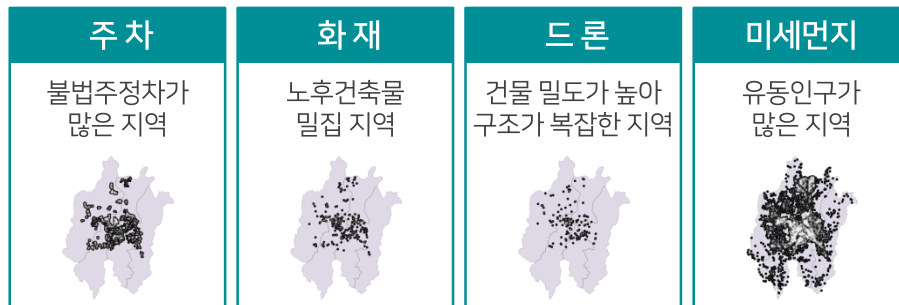 주 차
불법주정차가
많은 지역
화 재
노후건축물
밀집 지역
드 론
건물 밀도가 높아
구조가 복잡한 지역
미세먼지
유동인구가
많은 지역